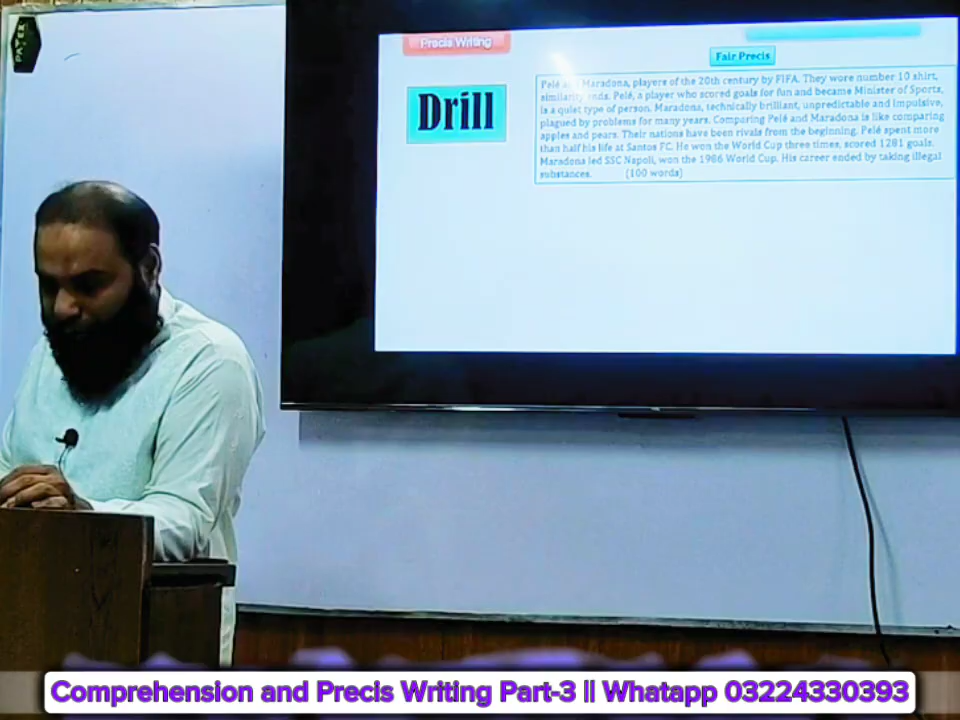 PATEX
Precis Writing
Fair Precis
Drill
Pelé and Maradona, players of the 20th century by FIFA. They wore number 10 shirt,
similarity ends. Pelé, a player who scored goals for fun and became Minister of Sports,
is a quiet type of person. Maradona, technically brilliant, unpredictable and impulsive,
plagued by problems for many years. Comparing Pelé and Maradona is like comparing
apples and pears. Their nations have been rivals from the beginning. Pelé spent more
than half his life at Santos FC. He won the World Cup three times, scored 1281 goals.
Maradona led SSC Napoli, won the 1986 World Cup. His career ended by taking illegal
substances. (100 words)
Comprehension and Precis Writing Part-3 || Whatapp 03224330393